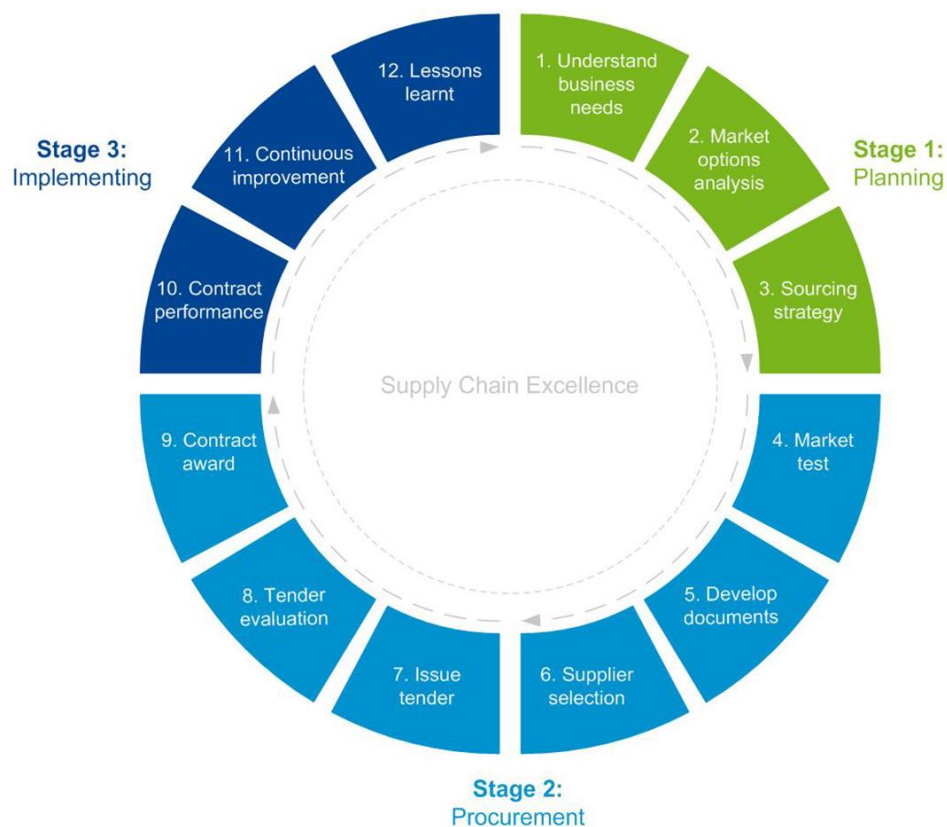 Stage 1:
Planning
1. Understand
business
needs
2. Market
options
analysis
3. Sourcing
strategy
4. Market
test
5. Develop
documents
6. Supplier
selection
7. Issue
tender
8. Tender
evaluation
9. Contract
award
Stage 2:
Procurement
10. Contract
performance
11. Continuous
improvement
12. Lessons
learnt
Stage 3:
Implementing
Supply Chain Excellence